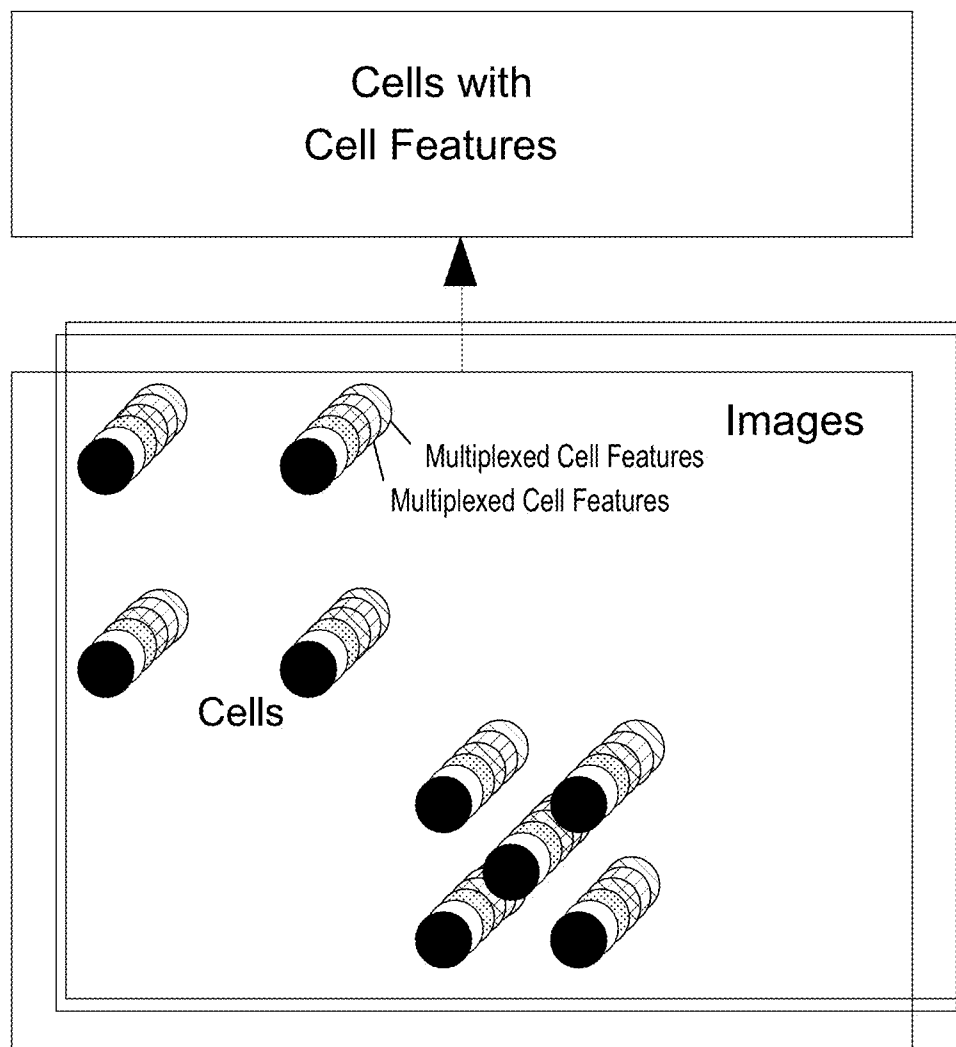 Cells with
Cell Features
Images
Multiplexed Cell Features
Multiplexed Cell Features
Cells